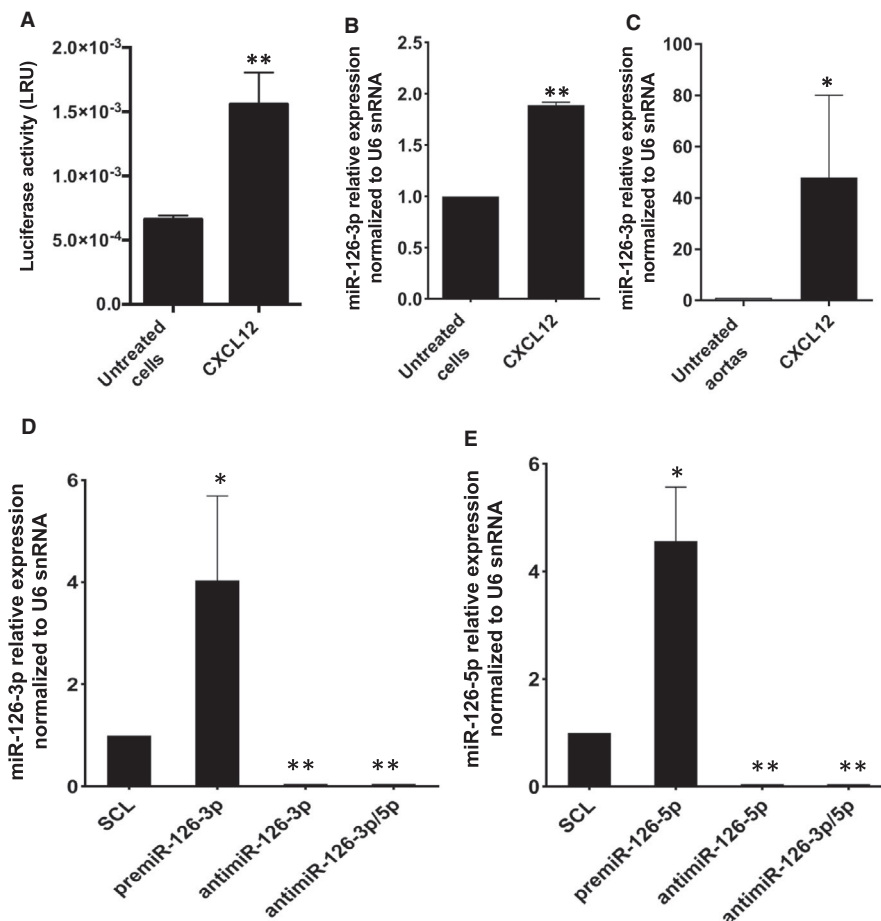 A
Luciferase activity (LRU)
2.0×10-3
1.5×10-3
1.0×10-3
5.0×10-4
0.0
**
Untreated
cells
CXCL12
B
miR-126-3p relative expression
normalized to U6 snRNA
2.5
2.0
1.5
1.0
0.5
0.0
**
Untreated
cells
CXCL12
C
miR-126-3p relative expression
normalized to U6 snRNA
100
80
60
40
20
0
*
Untreated
aortas
CXCL12
D
miR-126-3p relative expression
normalized to U6 snRNA
6
4
2
0
*
**
**
SCL
premiR-126-3p
antimiR-126-3p
antimiR-126-3p/5p
E
miR-126-5p relative expression
normalized to U6 snRNA
6
4
2
0
*
**
**
SCL
premiR-126-5p
antimiR-126-5p
antimiR-126-3p/5p